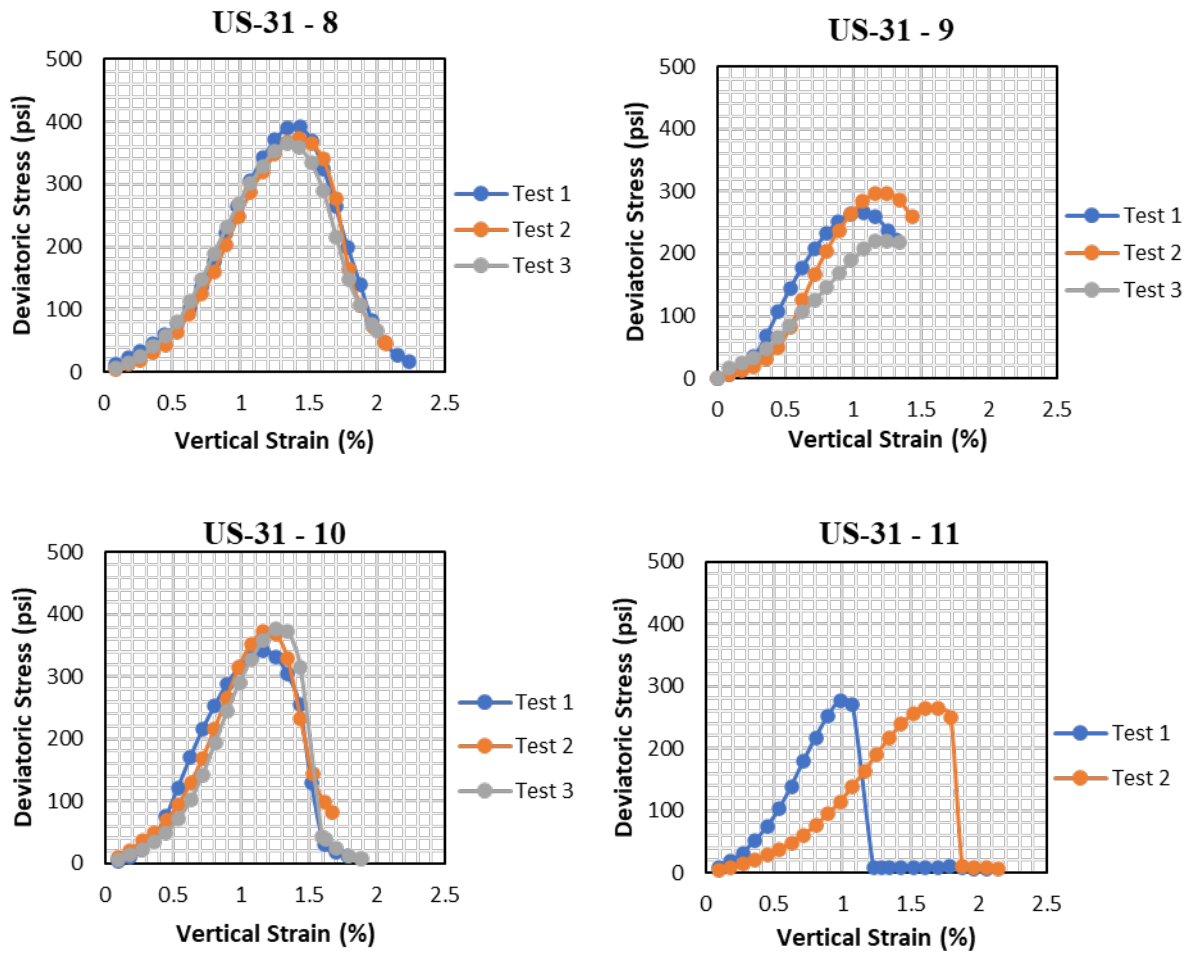 US-31 - 8
500
400
300
200
100
0
Deviatoric Stress (psi)
0 0.5 1 1.5 2 2.5
Vertical Strain (%)
Test 1
Test 2
Test 3
US-31 - 9
500
400
300
200
100
0
Deviatoric Stress (psi)
0 0.5 1 1.5 2 2.5
Vertical Strain (%)
Test 1
Test 2
Test 3
US-31 - 10
500
400
300
200
100
0
Deviatoric Stress (psi)
0 0.5 1 1.5 2 2.5
Vertical Strain (%)
Test 1
Test 2
Test 3
US-31 - 11
500
400
300
200
100
0
Deviatoric Stress (psi)
0 0.5 1 1.5 2 2.5
Vertical Strain (%)
Test 1
Test 2